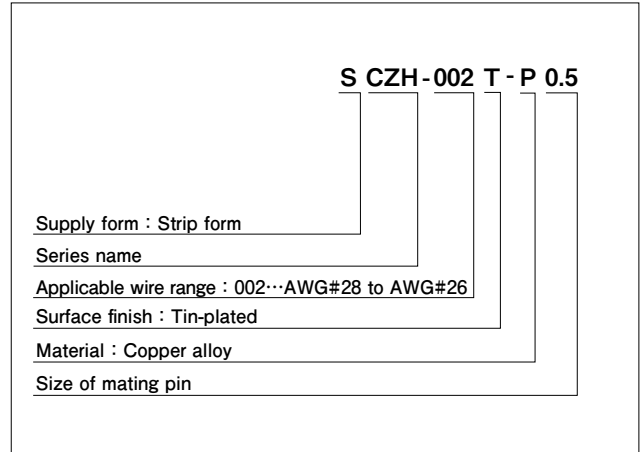 S CZH-002 T-P 0.5
Supply form：Strip form
Series name
Applicable wire range：002…AWG#28 to AWG#26
Surface finish：Tin-plated
Material：Copper alloy
Size of mating pin